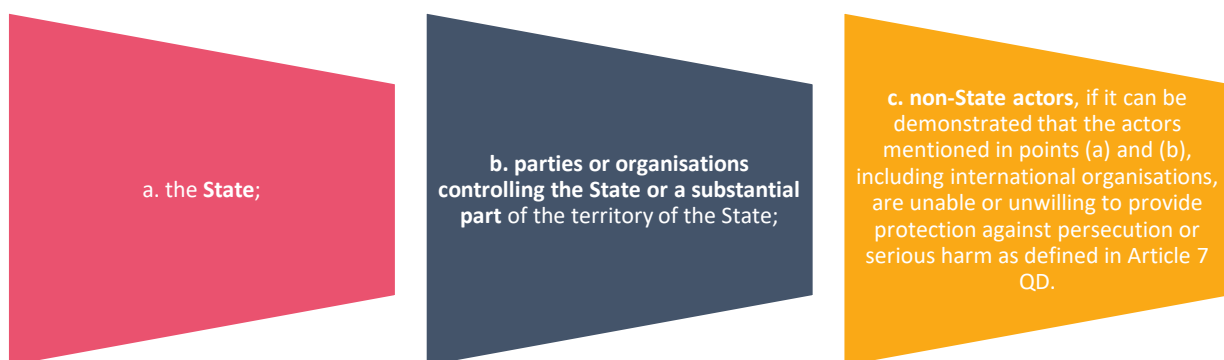 a. the State;
b. parties or organisations
controlling the State or a substantial
part of the territory of the State;
c. non-State actors, if it can be
demonstrated that the actors
mentioned in points (a) and (b),
including international organisations,
are unable or unwilling to provide
protection against persecution or
serious harm as defined in Article 7
QD.